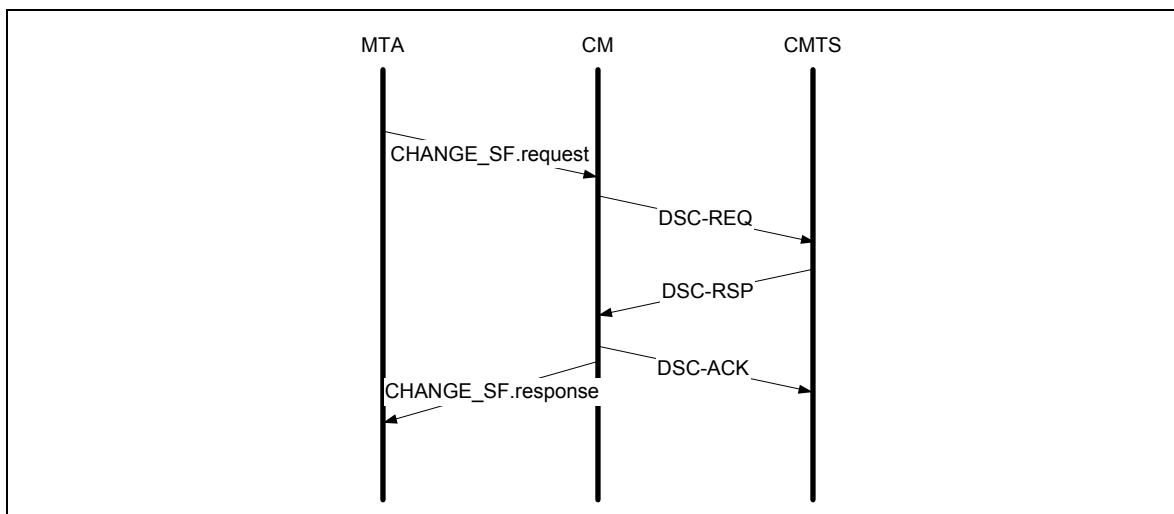 MTA CM CMTS
CHANGE_SF.request
DSC-REQ
DSC-RSP
DSC-ACK
CHANGE_SF.response